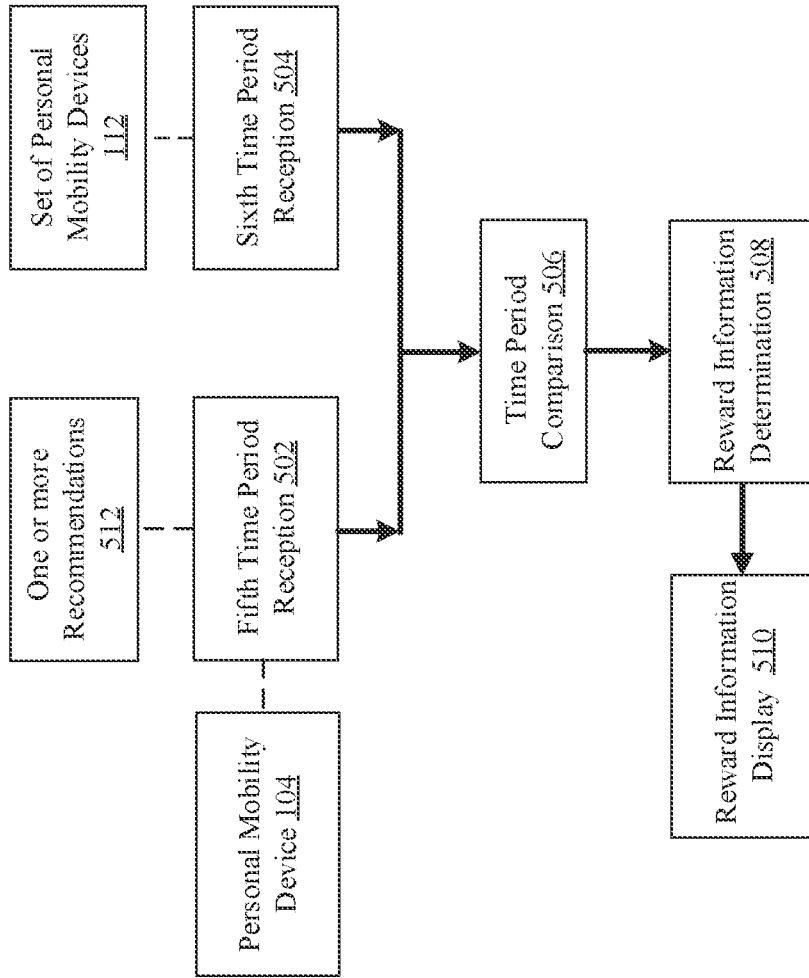 One or more
Recommendations
512
Set of Personal
Mobility Devices
112
Personal Mobility
Device 104
Fifth Time Period
Reception 502
Sixth Time Period
Reception 504
Time Period
Comparison 506
Reward Information
Display 510
Reward Information
Determination 508